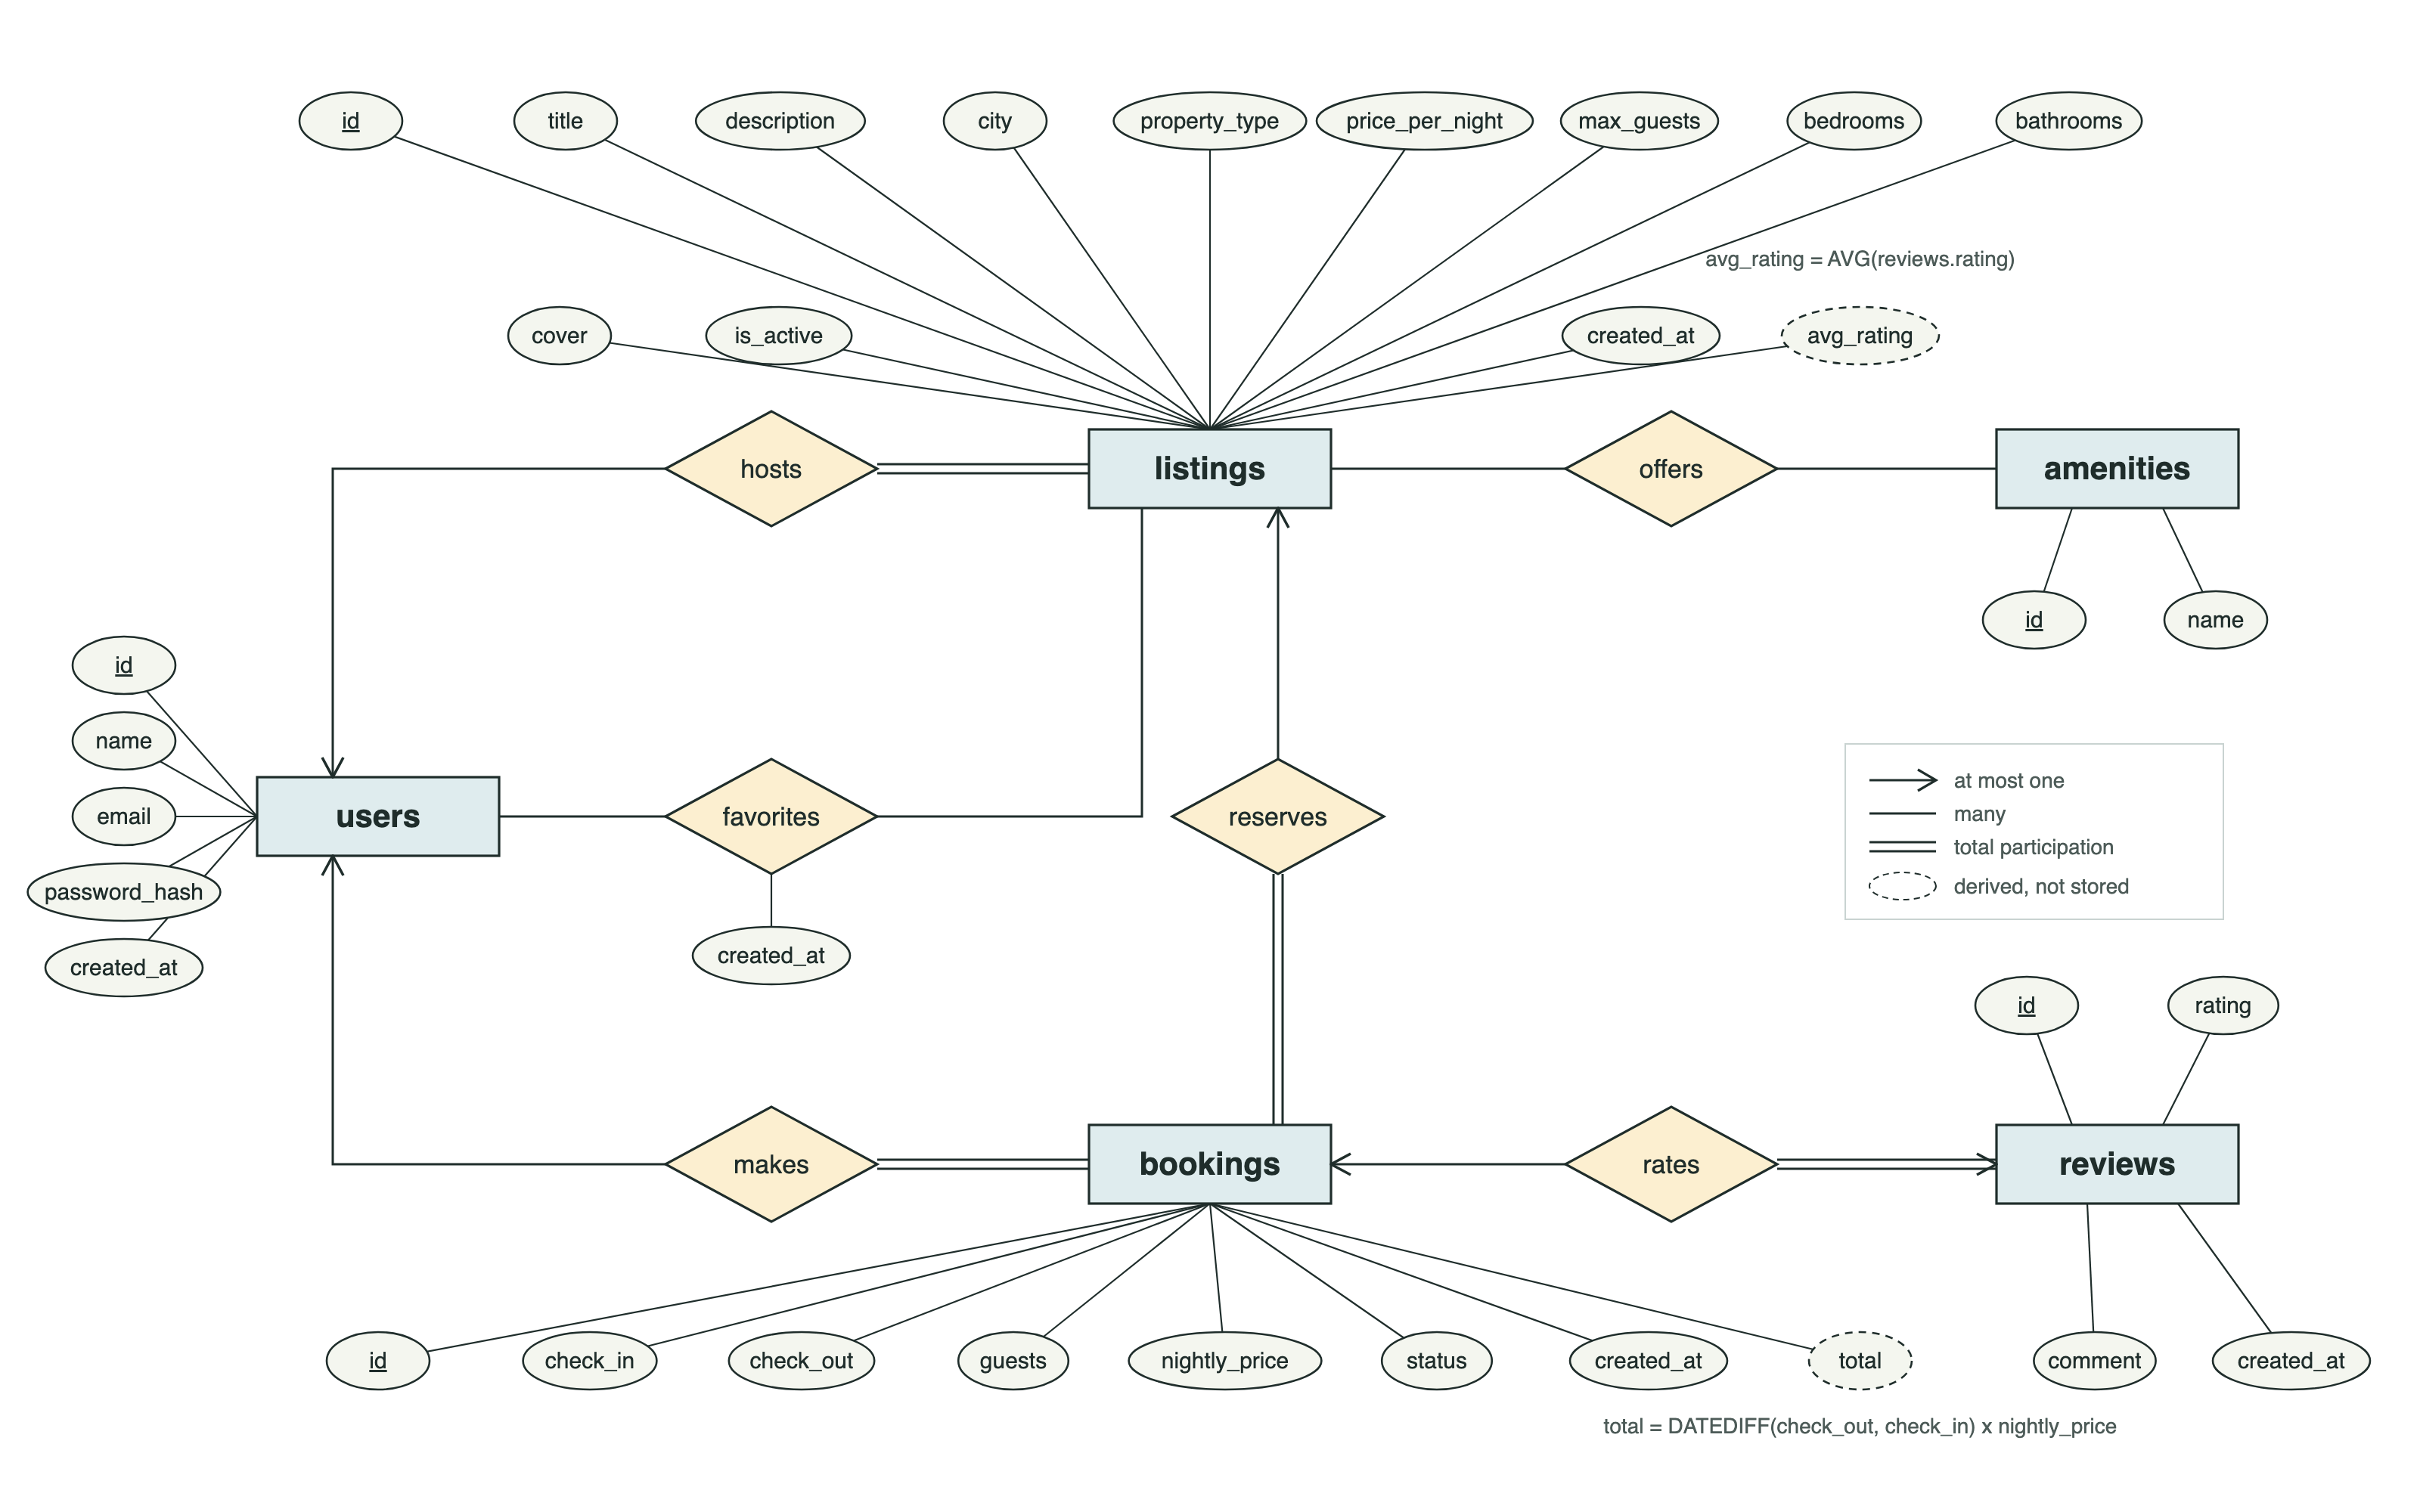 id
title
description
city
property_type
price_per_night
max_guests
bedrooms
bathrooms
avg_rating = AVG(reviews.rating)
cover
is_active
created_at
avg_rating
hosts
listings
offers
amenities
id
name
id
name
email
password_hash
created_at
users
favorites
created_at
reserves
at most one
many
total participation
derived, not stored
id
rating
makes
bookings
rates
reviews
id
check_in
check_out
guests
nightly_price
status
created_at
total
comment
created_at
total = DATEDIFF(check_out, check_in) x nightly_price